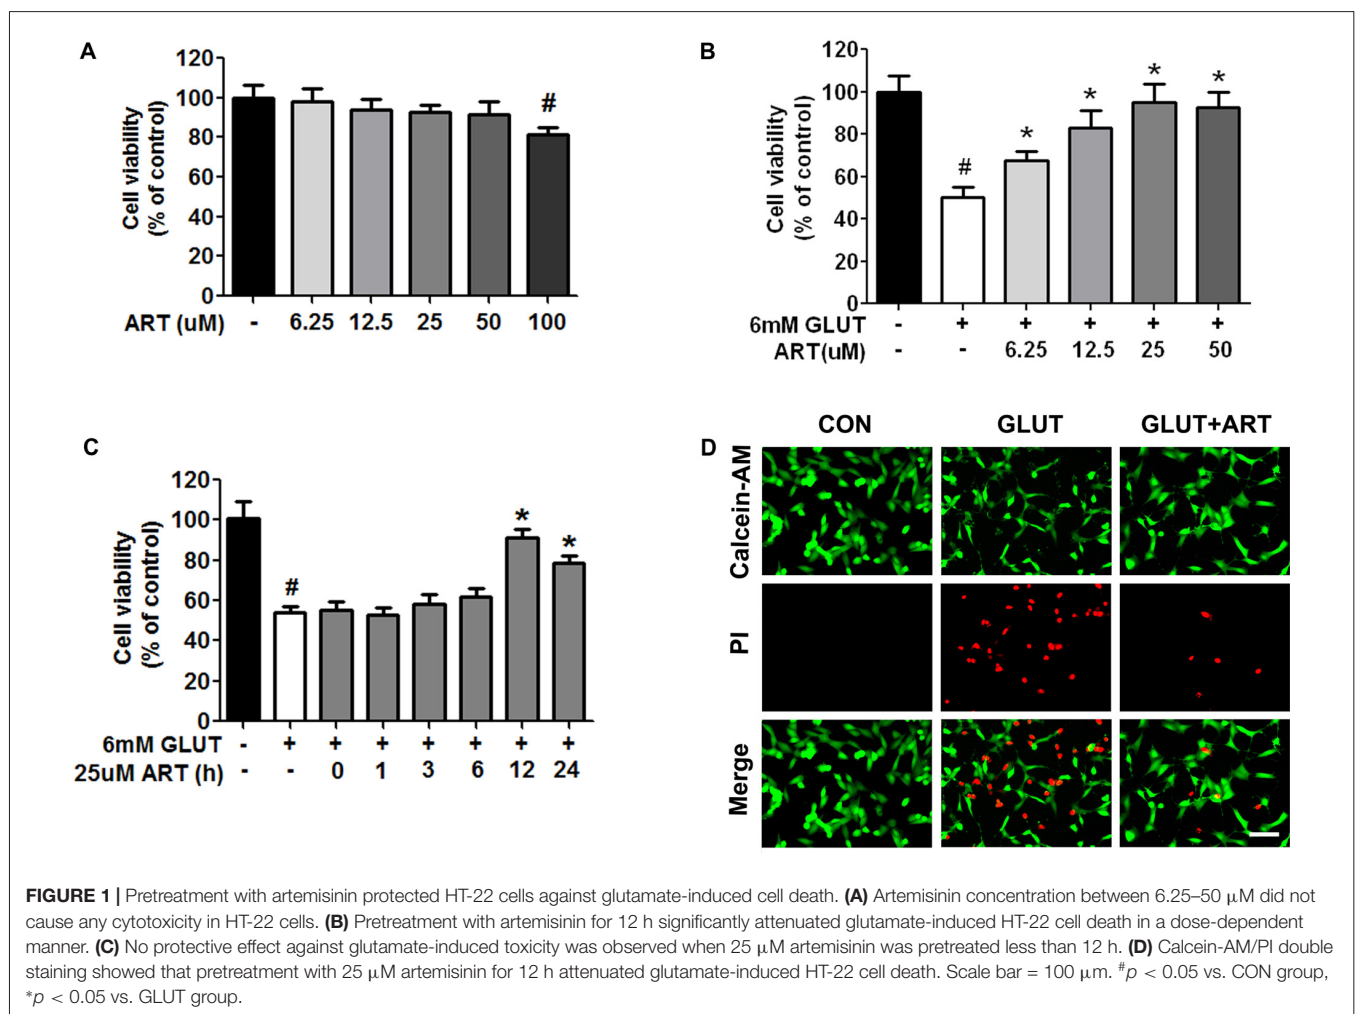 A
120
100
80
60
40
20
0
Cell viability
(% of control)
#
ART (uM) - 6.25 12.5 25 50 100
B
120
100
80
60
40
20
0
Cell viability
(% of control)
# * * * *
6mM GLUT - + + + + +
ART(uM) - - 6.25 12.5 25 50
C
120
100
80
60
40
20
0
Cell viability
(% of control)
# * *
6mM GLUT - + + + + + + +
25uM ART (h) - - 0 1 3 6 12 24
D
CON GLUT GLUT+ART
Calcein-AM
PI
Merge
FIGURE 1 | Pretreatment with artemisinin protected HT-22 cells against glutamate-induced cell death. (A) Artemisinin concentration between 6.25–50 μM did not
cause any cytotoxicity in HT-22 cells. (B) Pretreatment with artemisinin for 12 h significantly attenuated glutamate-induced HT-22 cell death in a dose-dependent
manner. (C) No protective effect against glutamate-induced toxicity was observed when 25 μM artemisinin was pretreated less than 12 h. (D) Calcein-AM/PI double
staining showed that pretreatment with 25 μM artemisinin for 12 h attenuated glutamate-induced HT-22 cell death. Scale bar = 100 μm. #p < 0.05 vs. CON group,
*p < 0.05 vs. GLUT group.